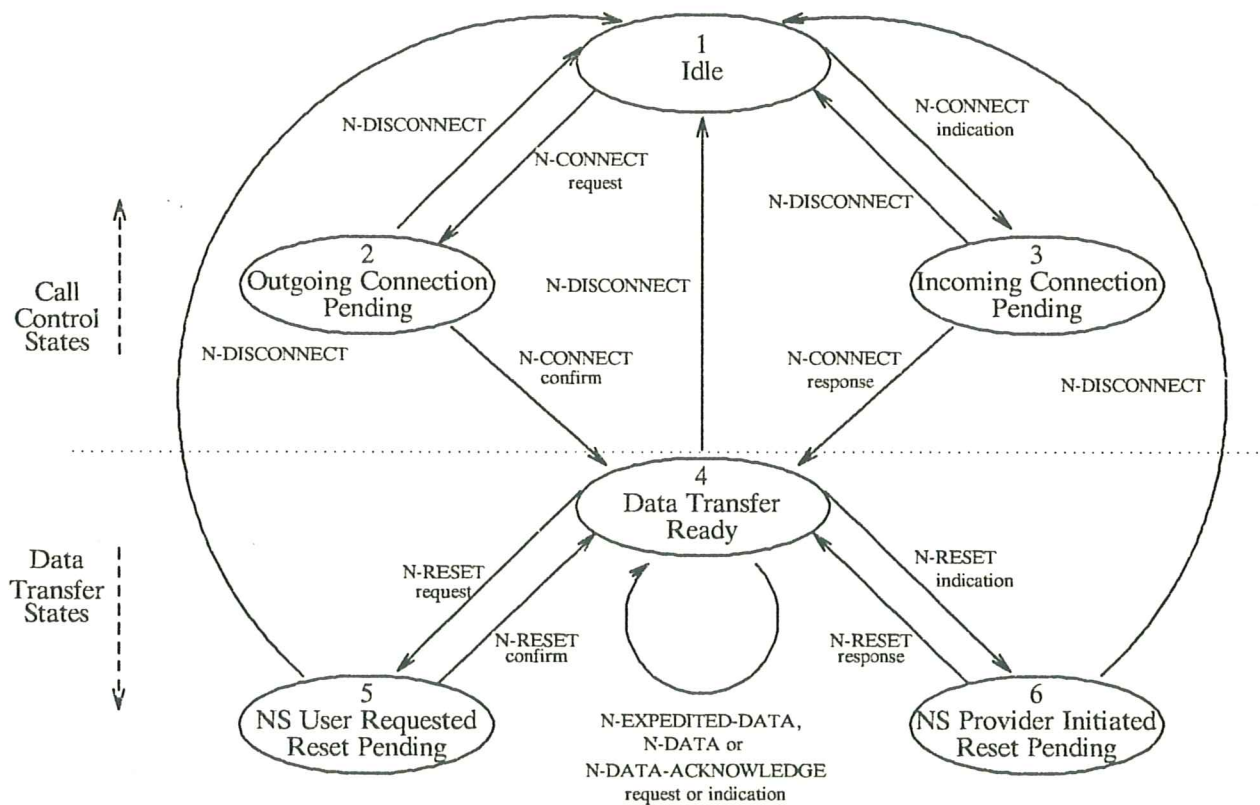 1
Idle
N-DISCONNECT
N-CONNECT
indication
N-CONNECT
request
N-DISCONNECT
2
Outgoing Connection
Pending
3
Incoming Connection
Pending
N-DISCONNECT
Call
Control
States
N-DISCONNECT
N-CONNECT
confirm
N-CONNECT
response
N-DISCONNECT
4
Data Transfer
Ready
Data
Transfer
States
N-RESET
request
N-RESET
indication
N-RESET
confirm
N-RESET
response
5
NS User Requested
Reset Pending
6
NS Provider Initiated
Reset Pending
N-EXPEDITED-DATA,
N-DATA or
N-DATA-ACKNOWLEDGE
request or indication